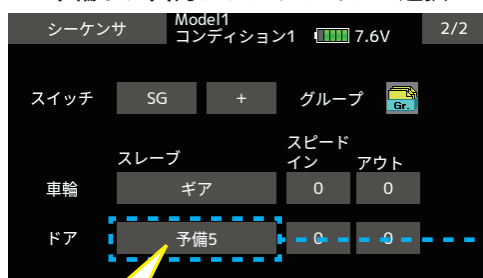 シーケンサ Model1 コンディション1 7.6V 2/2
スイッチ SG + グループ Gr.
スピード
スレーブ イン アウト
車輪 ギア 0 0
ドア 予備5 0 0